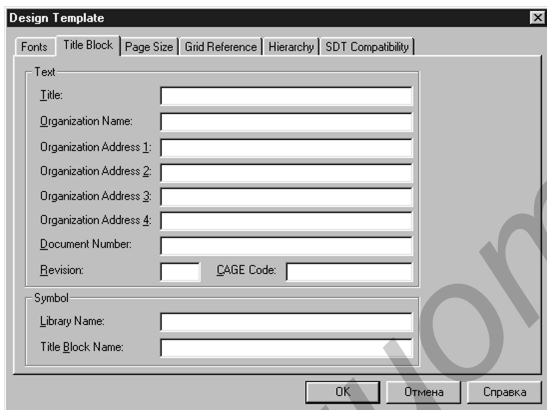 Design Template
Fonts Title Block Page Size Grid Reference Hierarchy SDT Compatibility
Text
Title:
Organization Name:
Organization Address 1:
Organization Address 2:
Organization Address 3:
Organization Address 4:
Document Number:
Revision: CAGE Code:
Symbol
Library Name:
Title Block Name:
OK Отмена Справка